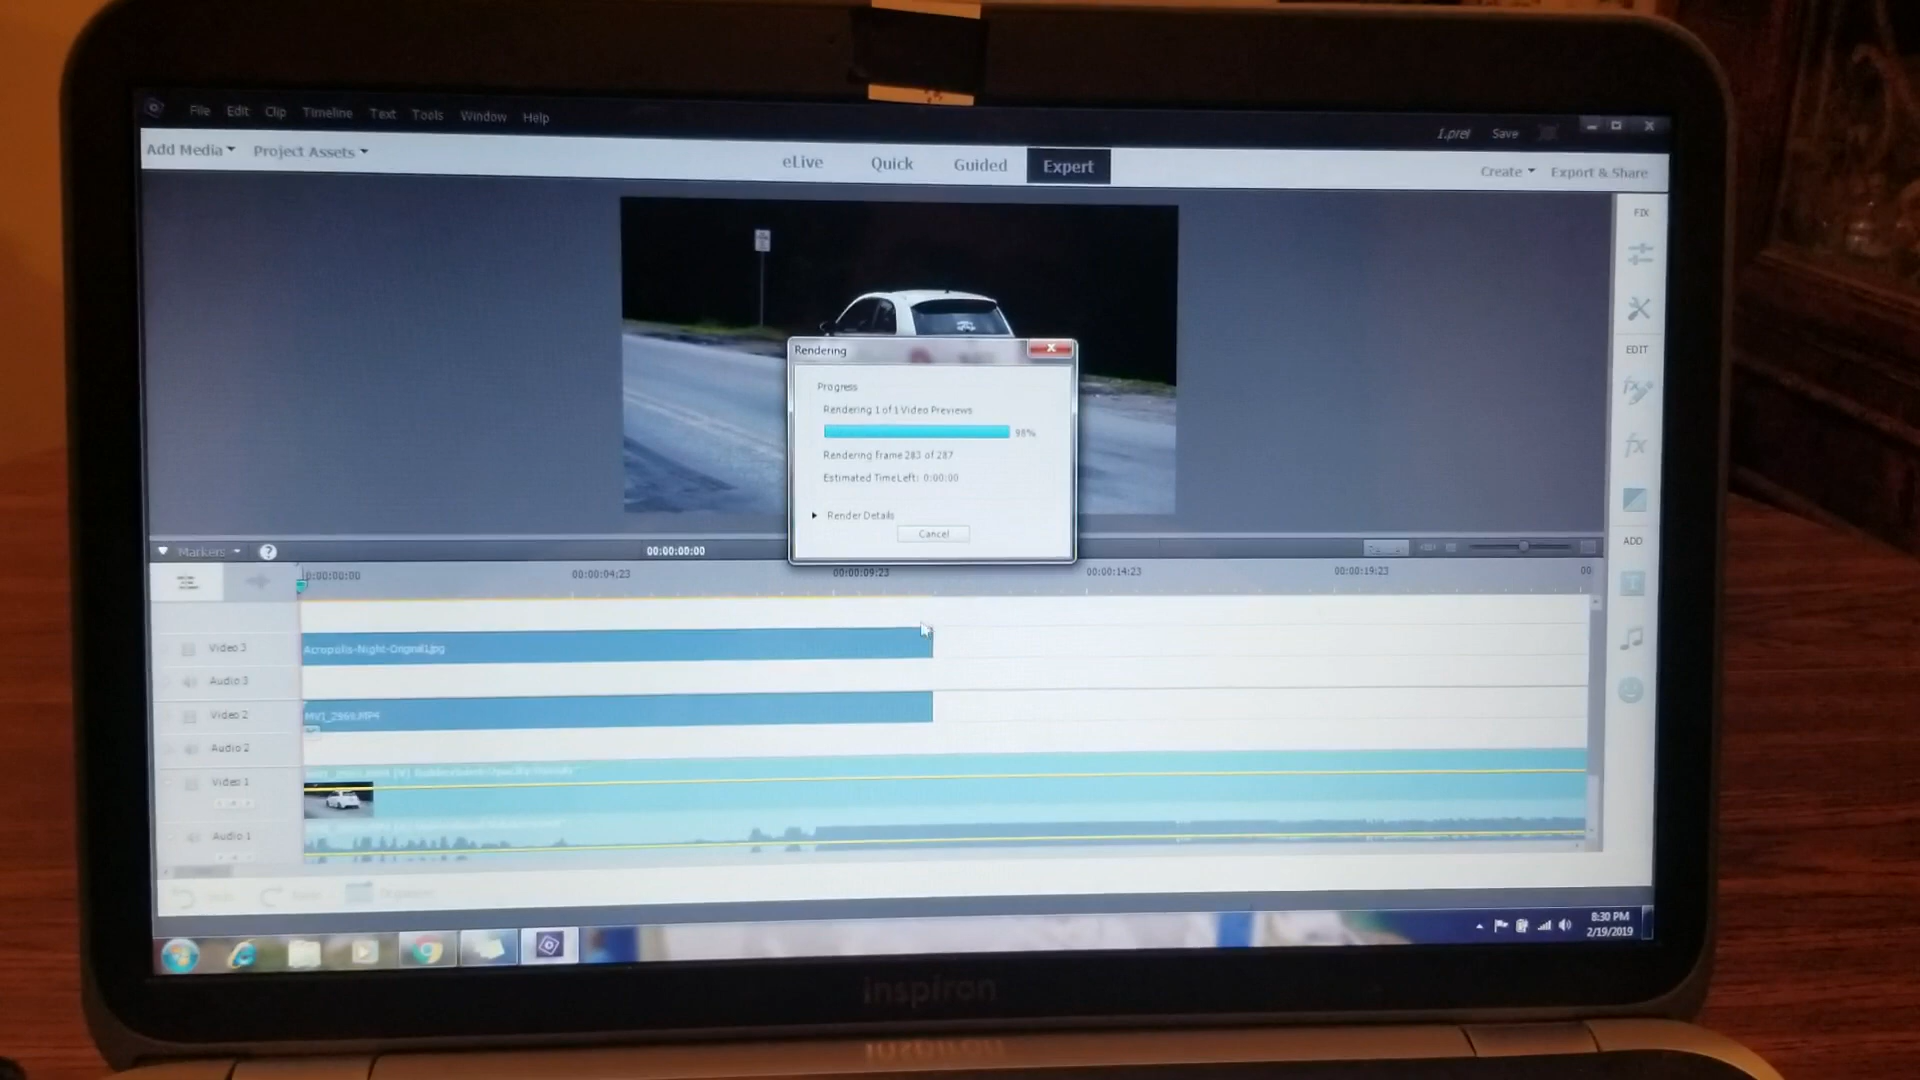 File Edit Clip Timeline Text Tools Window Help
1.prel Save
Add Media Project Assets
eLive Quick Guided Expert
Create Export & Share
FIX
EDIT
ADD
Rendering
Progress
Rendering 1 of 1 Video Previews
98%
Rendering frame 283 of 287
Estimated Time Left: 0:00:00
Render Details
Cancel
Markers
00:00:00:00
00:00:04;23 00:00:09;23 00:00:14;23 00:00:19;23 00
Video 3
Audio 3
Video 2
Audio 2
Video 1
Audio 1
8:30 PM
2/19/2019
inspiron